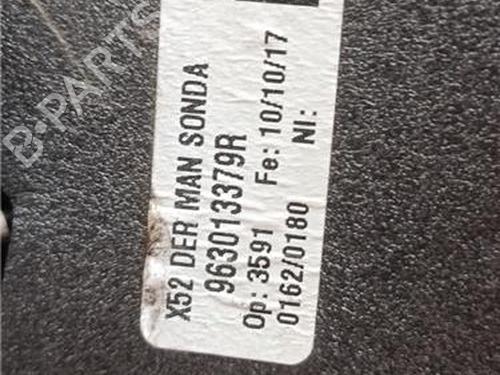 X52 DER MAN SONDA
963013379R
Op: 3591 Fe: 10/10/17
0162/0180 NI:
B-PARTS